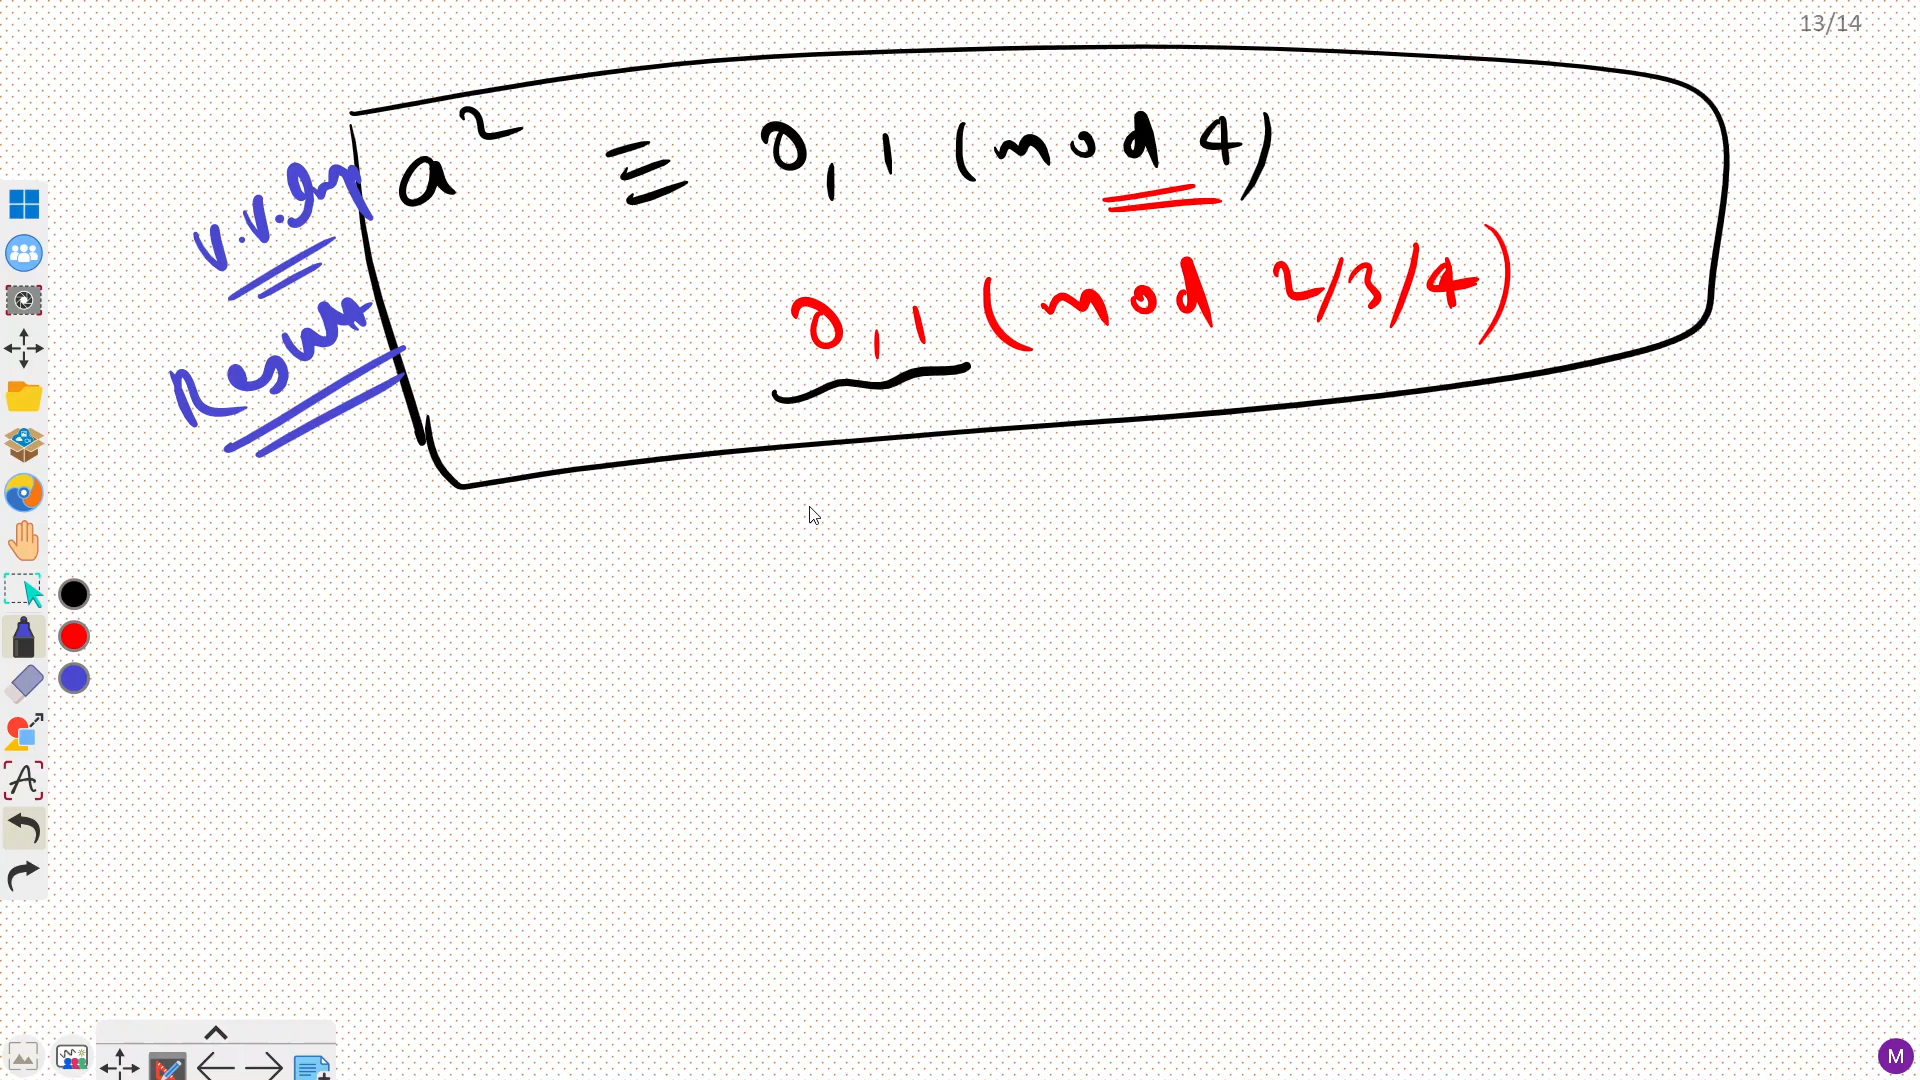 13/14
a² ≡ 0, 1 (mod 4)
0, 1 (mod 2/3/4)
V.V. Imp
Result
M